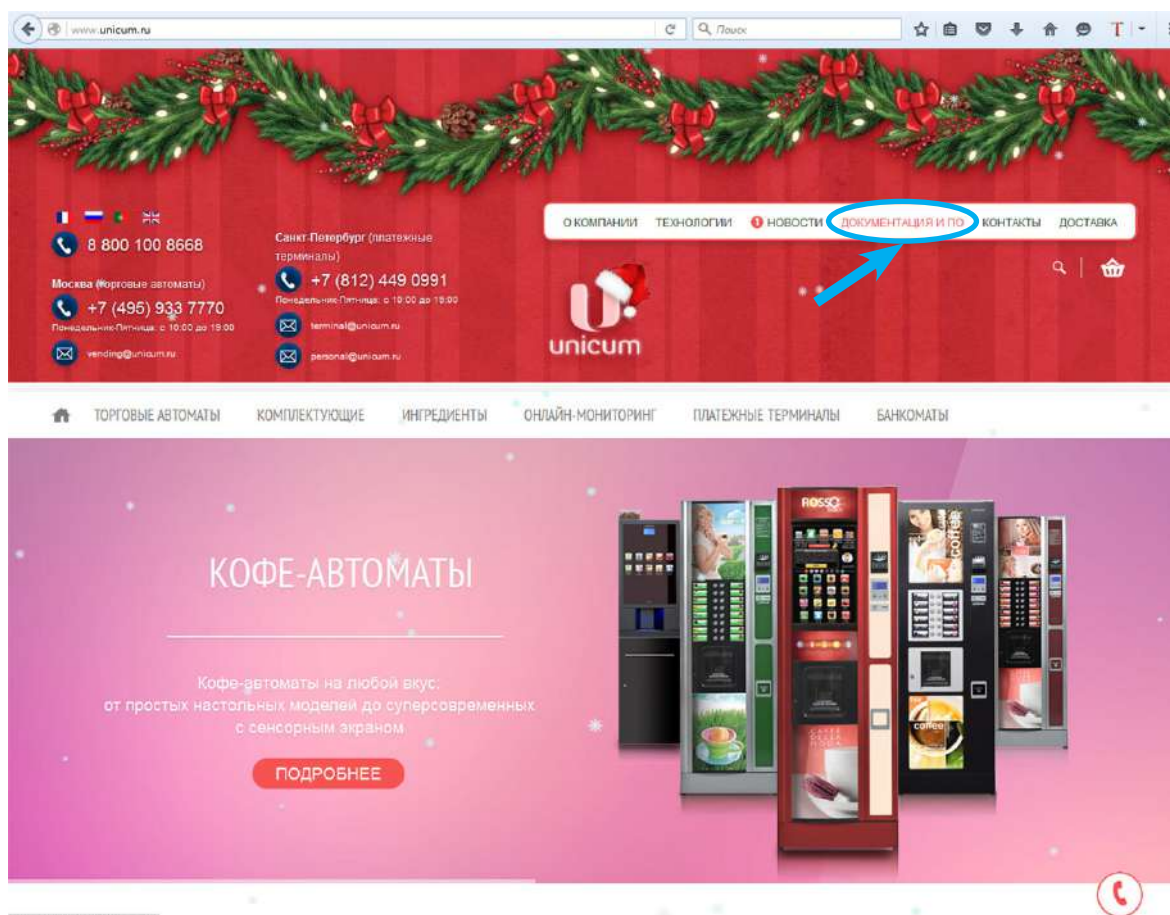 www.unicum.ru
Поиск
О КОМПАНИИ ТЕХНОЛОГИИ 1 НОВОСТИ ДОКУМЕНТАЦИЯ И ПО КОНТАКТЫ ДОСТАВКА
8 800 100 8668
Москва (торговые автоматы)
+7 (495) 933 7770
Понедельник-Пятница: с 10:00 до 19:00
vending@unicum.ru
Санкт-Петербург (платежные
терминалы)
+7 (812) 449 0991
Понедельник-Пятница: с 10:00 до 18:00
terminal@unicum.ru
personal@unicum.ru
unicum
ТОРГОВЫЕ АВТОМАТЫ КОМПЛЕКТУЮЩИЕ ИНГРЕДИЕНТЫ ОНЛАЙН-МОНИТОРИНГ ПЛАТЕЖНЫЕ ТЕРМИНАЛЫ БАНКОМАТЫ
КОФЕ-АВТОМАТЫ
Кофе-автоматы на любой вкус:
от простых настольных моделей до суперсовременных
с сенсорным экраном
ПОДРОБНЕЕ
ROSSO
coffee
coffee